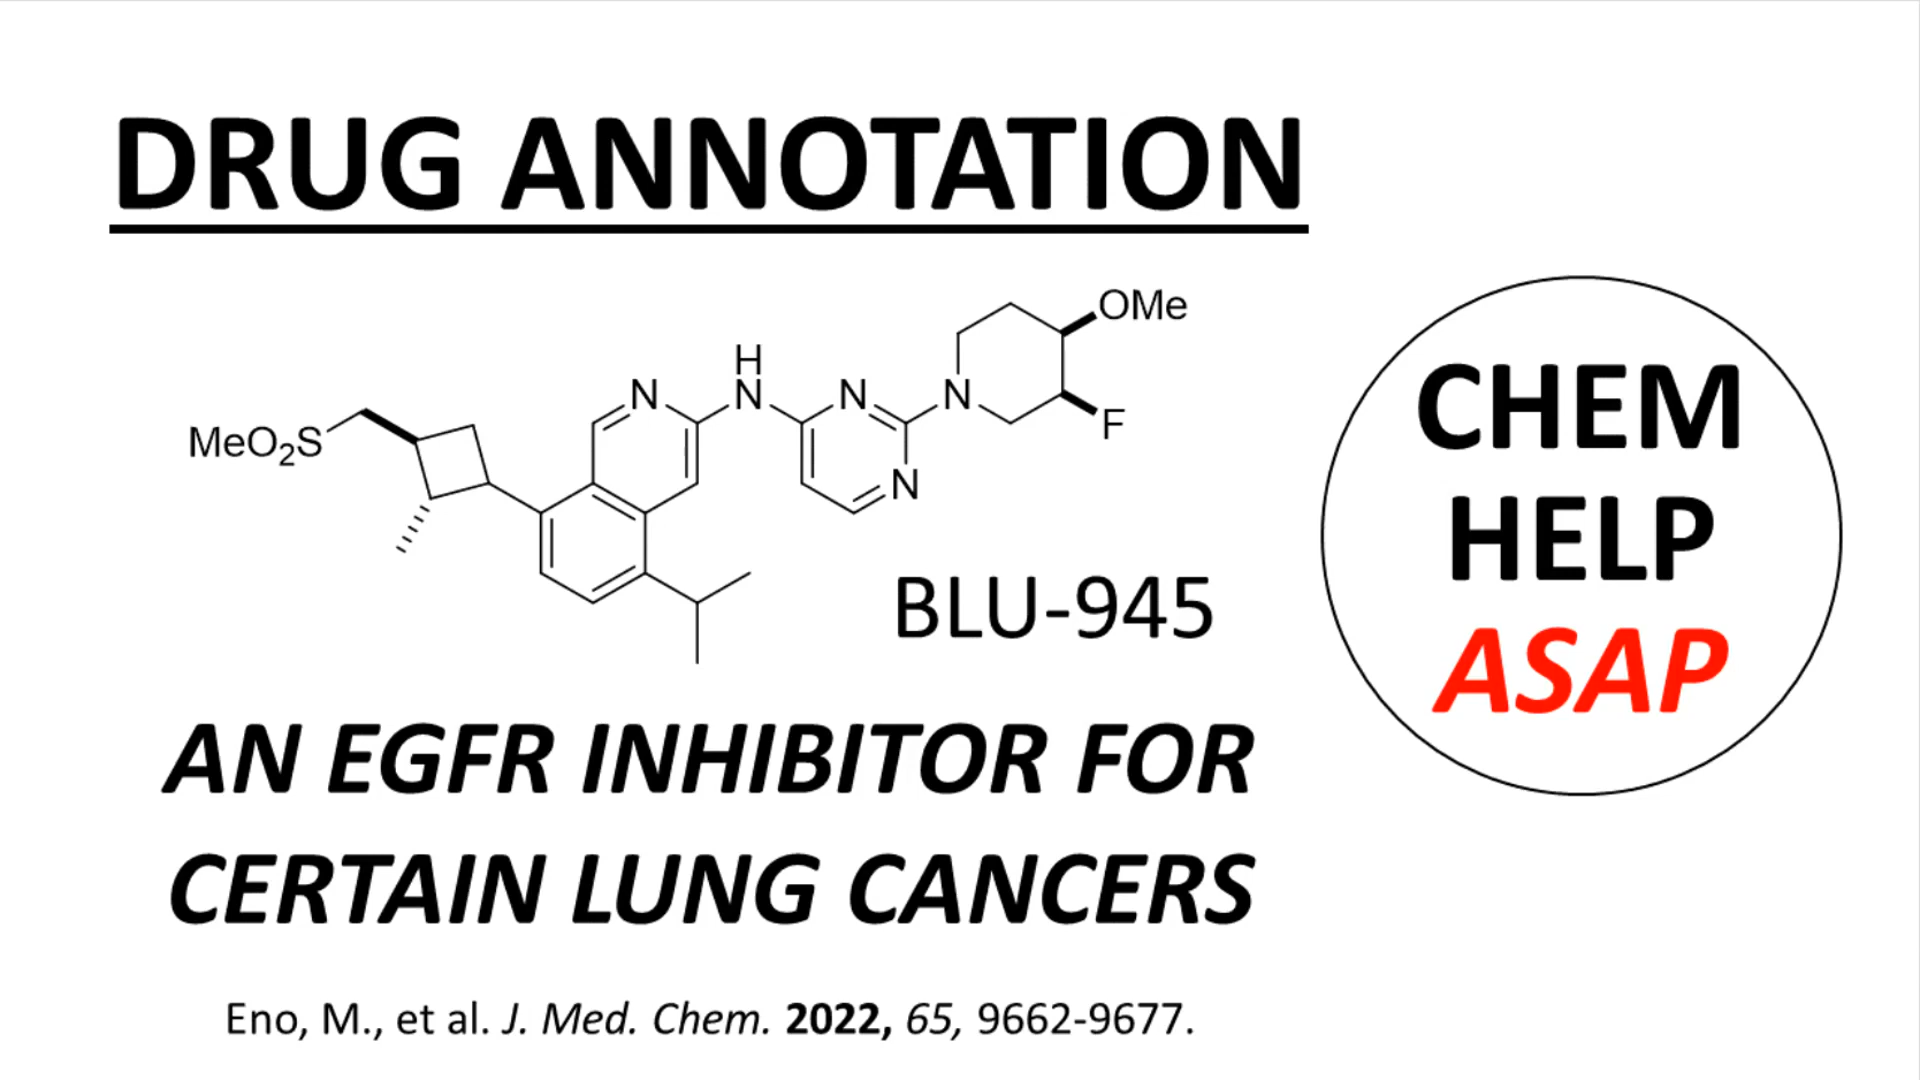 DRUG ANNOTATION
OMe
H
N
N
N
N
F
MeO2S
N
BLU-945
AN EGFR INHIBITOR FOR
CERTAIN LUNG CANCERS
Eno, M., et al. J. Med. Chem. 2022, 65, 9662-9677.
CHEM
HELP
ASAP